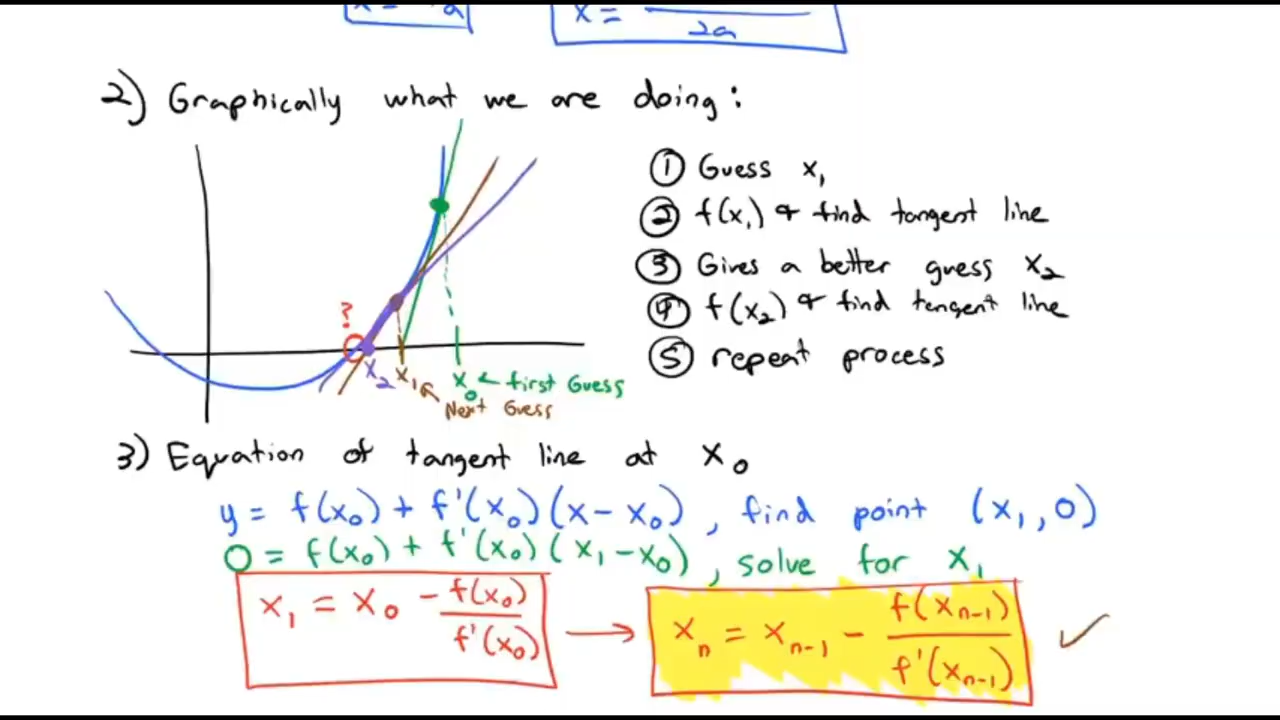 x =
2a
2) Graphically what we are doing:
① Guess x₁
② f(x₁) & find tangent line
③ Gives a better guess x₂
④ f(x₂) & find tangent line
⑤ repeat process
?
x₂ x₁ x₀ ← first Guess
Next Guess
3) Equation of tangent line at x₀
y = f(x₀) + f'(x₀)(x - x₀), find point (x₁, 0)
0 = f(x₀) + f'(x₀)(x₁ - x₀), solve for x₁
x₁ = x₀ - f(x₀)/f'(x₀) → xₙ = xₙ₋₁ - f(xₙ₋₁)/f'(xₙ₋₁) ✓